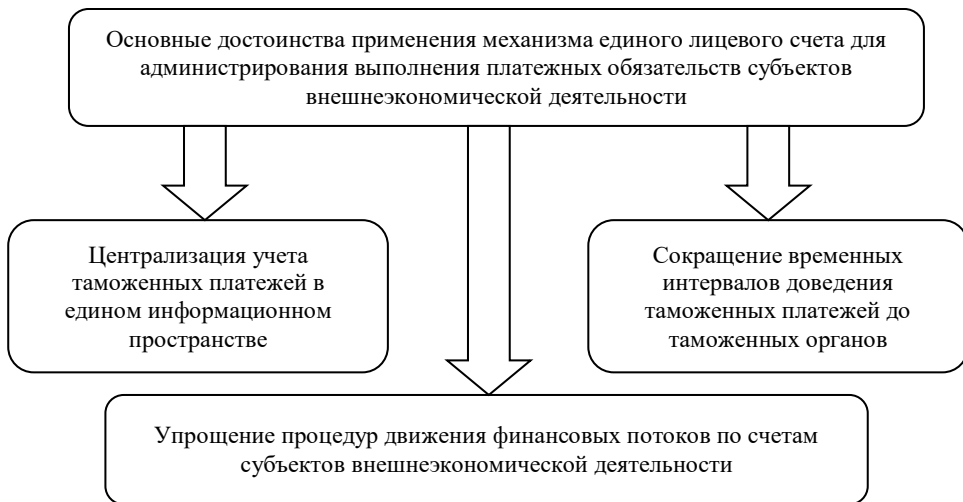 Основные достоинства применения механизма единого лицевого счета для
администрирования выполнения платежных обязательств субъектов
внешнеэкономической деятельности
Централизация учета
таможенных платежей в
едином информационном
пространстве
Сокращение временных
интервалов доведения
таможенных платежей до
таможенных органов
Упрощение процедур движения финансовых потоков по счетам
субъектов внешнеэкономической деятельности